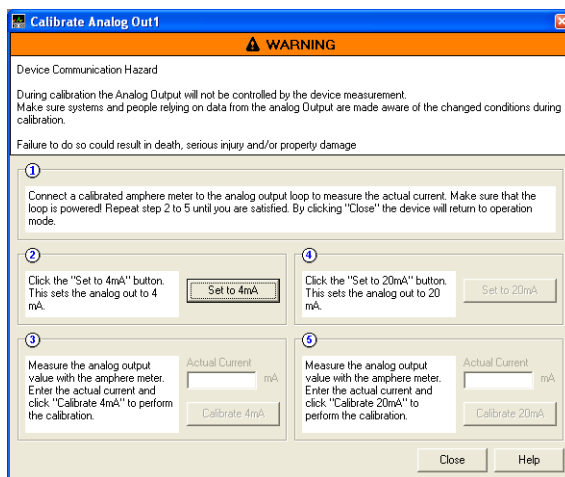 Calibrate Analog Out1
WARNING
Device Communication Hazard
During calibration the Analog Output will not be controlled by the device measurement.
Make sure systems and people relying on data from the analog Output are made aware of the changed conditions during
calibration.
Failure to do so could result in death, serious injury and/or property damage
1
Connect a calibrated amphere meter to the analog output loop to measure the actual current. Make sure that the
loop is powered! Repeat step 2 to 5 until you are satisfied. By clicking "Close" the device will return to operation
mode.
2
Click the "Set to 4mA" button.
This sets the analog out to 4
mA.
Set to 4mA
3
Measure the analog output
value with the amphere meter.
Enter the actual current and
click "Calibrate 4mA" to perform
the calibration.
Actual Current
mA
Calibrate 4mA
4
Click the "Set to 20mA" button.
This sets the analog out to 20
mA.
Set to 20mA
5
Measure the analog output
value with the amphere meter.
Enter the actual current and
click "Calibrate 20mA" to
perform the calibration.
Actual Current
mA
Calibrate 20mA
Close
Help